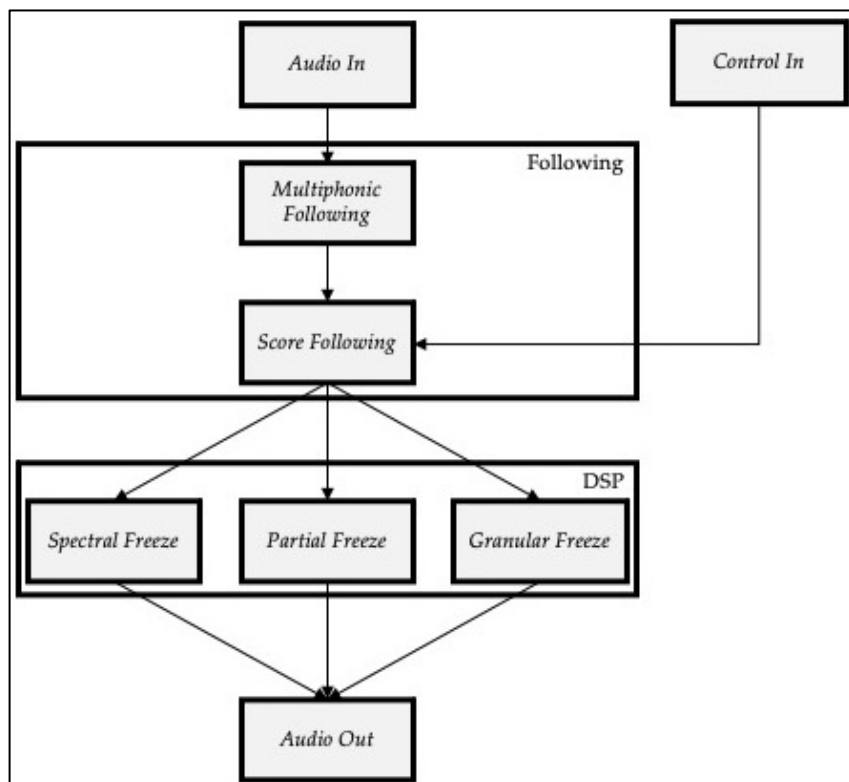 Audio In
Control In
Following
Multiphonic
Following
Score Following
DSP
Spectral Freeze
Partial Freeze
Granular Freeze
Audio Out